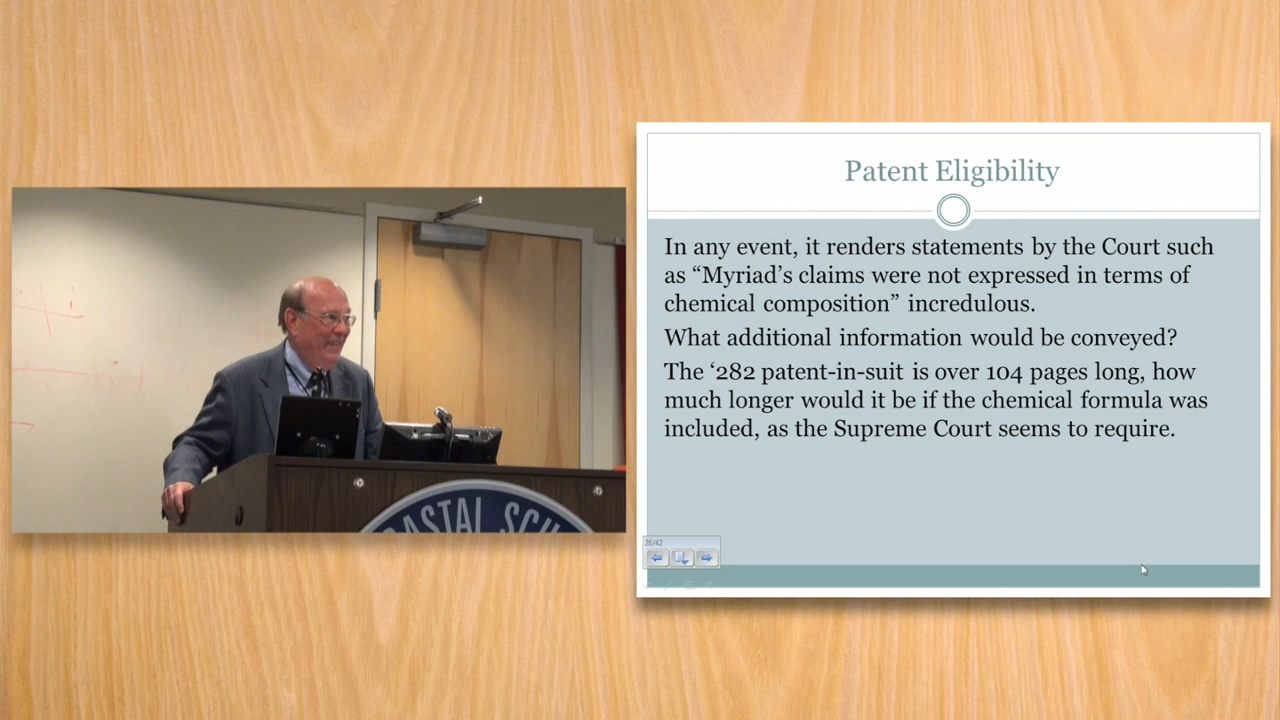 Patent Eligibility
In any event, it renders statements by the Court such
as “Myriad’s claims were not expressed in terms of
chemical composition” incredulous.
What additional information would be conveyed?
The ‘282 patent-in-suit is over 104 pages long, how
much longer would it be if the chemical formula was
included, as the Supreme Court seems to require.
26/42